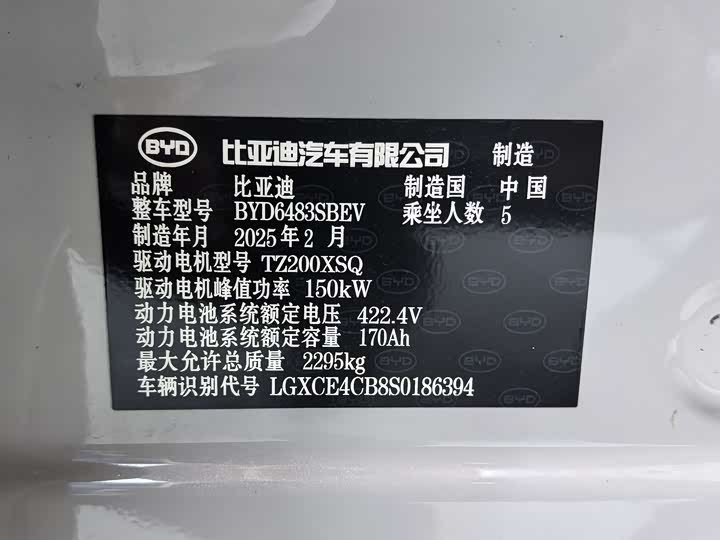 BYD 比亚迪汽车有限公司 制造
品牌 比亚迪 制造国 中国
整车型号 BYD6483SBEV 乘坐人数 5
制造年月 2025年2月
驱动电机型号 TZ200XSQ
驱动电机峰值功率 150kW
动力电池系统额定电压 422.4V
动力电池系统额定容量 170Ah
最大允许总质量 2295kg
车辆识别代号 LGXCE4CB8S0186394